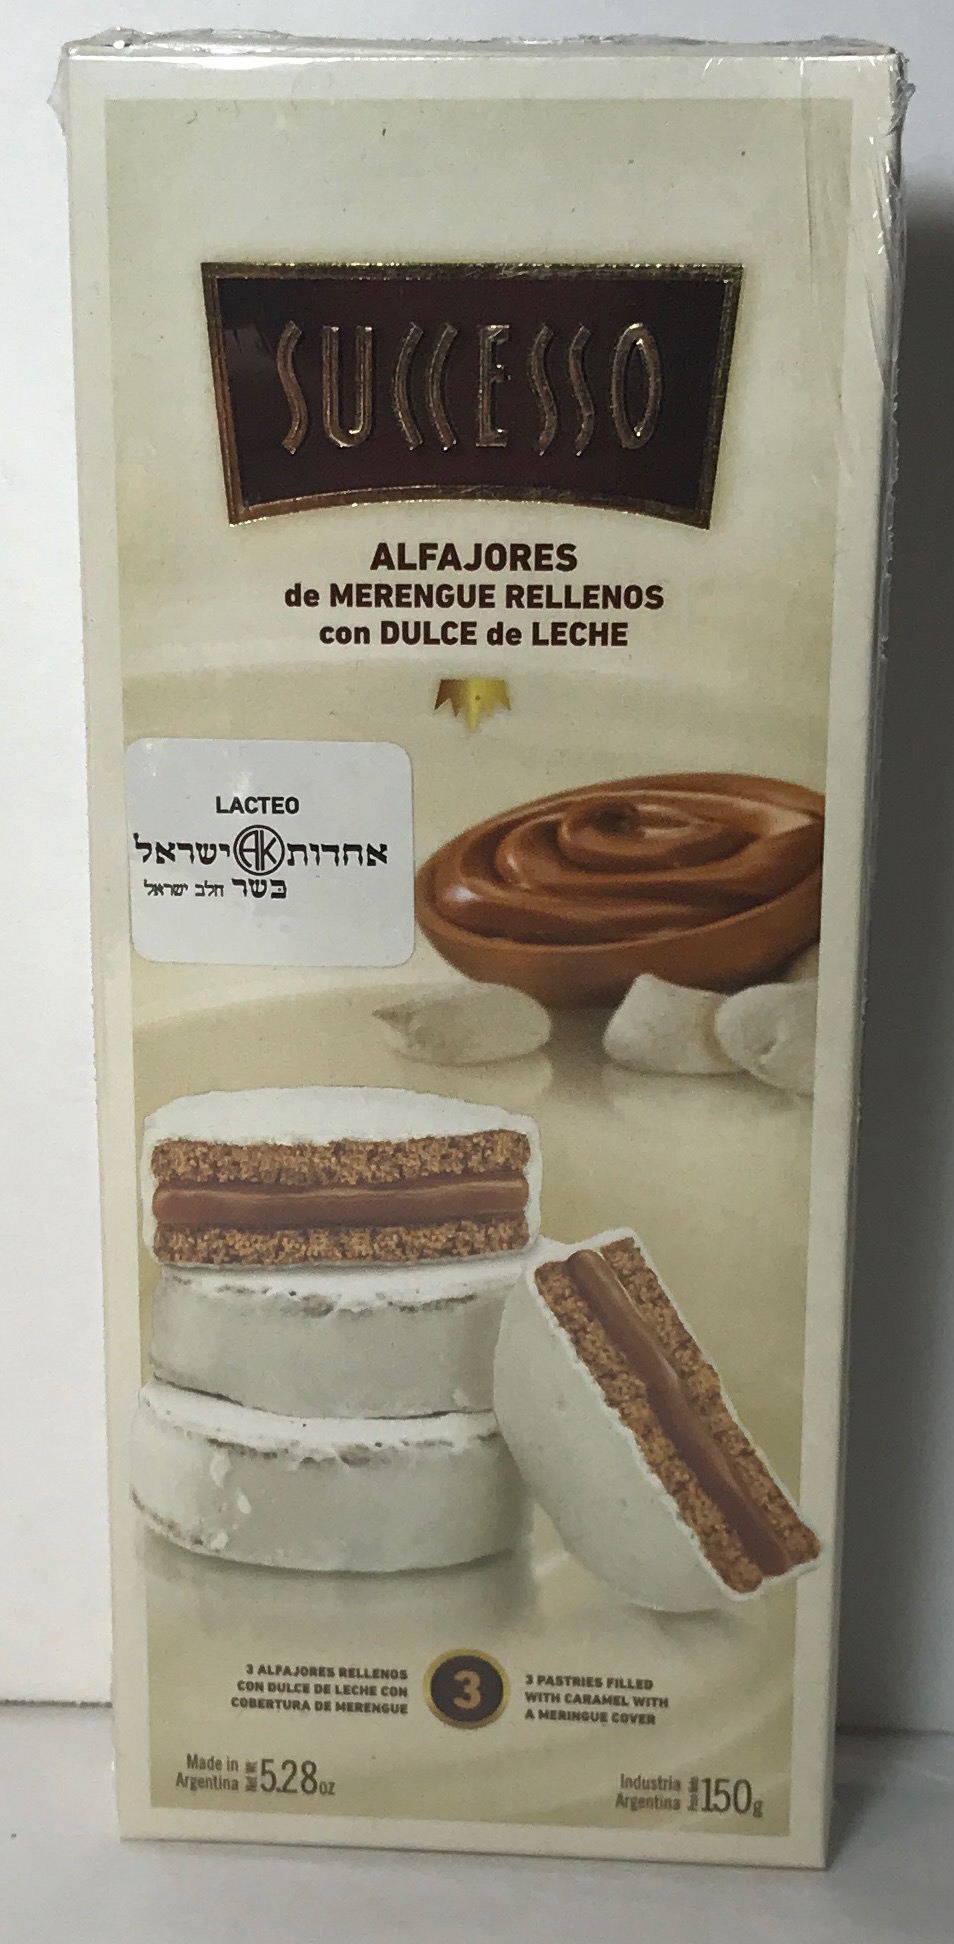 SUCCESSO
ALFAJORES
de MERENGUE RELLENOS
con DULCE de LECHE
LACTEO
אחדות AK ישראל
כשר חלב ישראל
3 ALFAJORES RELLENOS
CON DULCE DE LECHE CON
COBERTURA DE MERENGUE
3
3 PASTRIES FILLED
WITH CARAMEL WITH
A MERINGUE COVER
Made in
Argentina
5.28oz
Industria
Argentina
150g